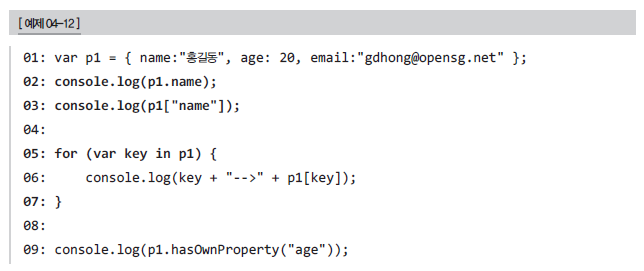 [ 예제 04-12 ]
01: var p1 = { name:"홍길동", age: 20, email:"gdhong@opensg.net" };
02: console.log(p1.name);
03: console.log(p1["name"]);
04:
05: for (var key in p1) {
06:     console.log(key + "-->" + p1[key]);
07: }
08:
09: console.log(p1.hasOwnProperty("age"));